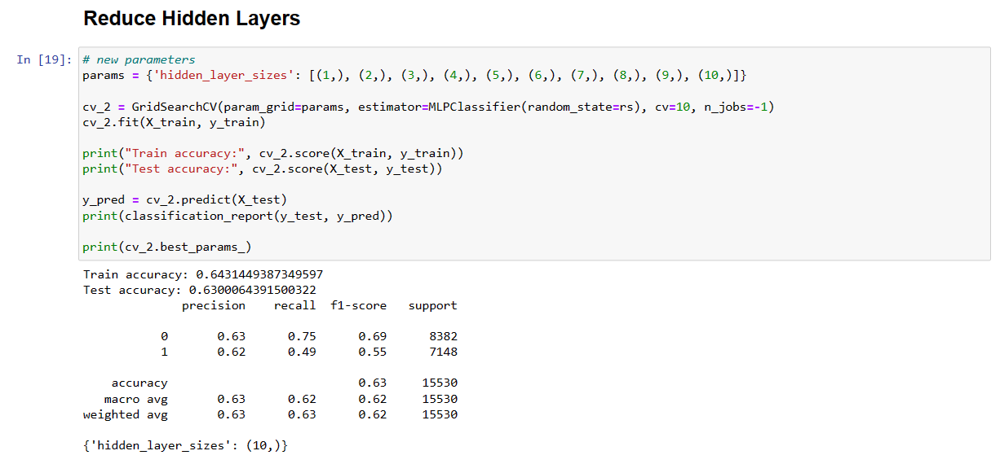 Reduce Hidden Layers
In [19]:
# new parameters
params = {'hidden_layer_sizes': [(1,), (2,), (3,), (4,), (5,), (6,), (7,), (8,), (9,), (10,)]}
cv_2 = GridSearchCV(param_grid=params, estimator=MLPClassifier(random_state=rs), cv=10, n_jobs=-1)
cv_2.fit(X_train, y_train)
print("Train accuracy:", cv_2.score(X_train, y_train))
print("Test accuracy:", cv_2.score(X_test, y_test))
y_pred = cv_2.predict(X_test)
print(classification_report(y_test, y_pred))
print(cv_2.best_params_)
Train accuracy: 0.6431449387349597
Test accuracy: 0.6300064391500322
precision recall f1-score support
0 0.63 0.75 0.69 8382
1 0.62 0.49 0.55 7148
accuracy 0.63 15530
macro avg 0.63 0.62 0.62 15530
weighted avg 0.63 0.63 0.62 15530
{'hidden_layer_sizes': (10,)}